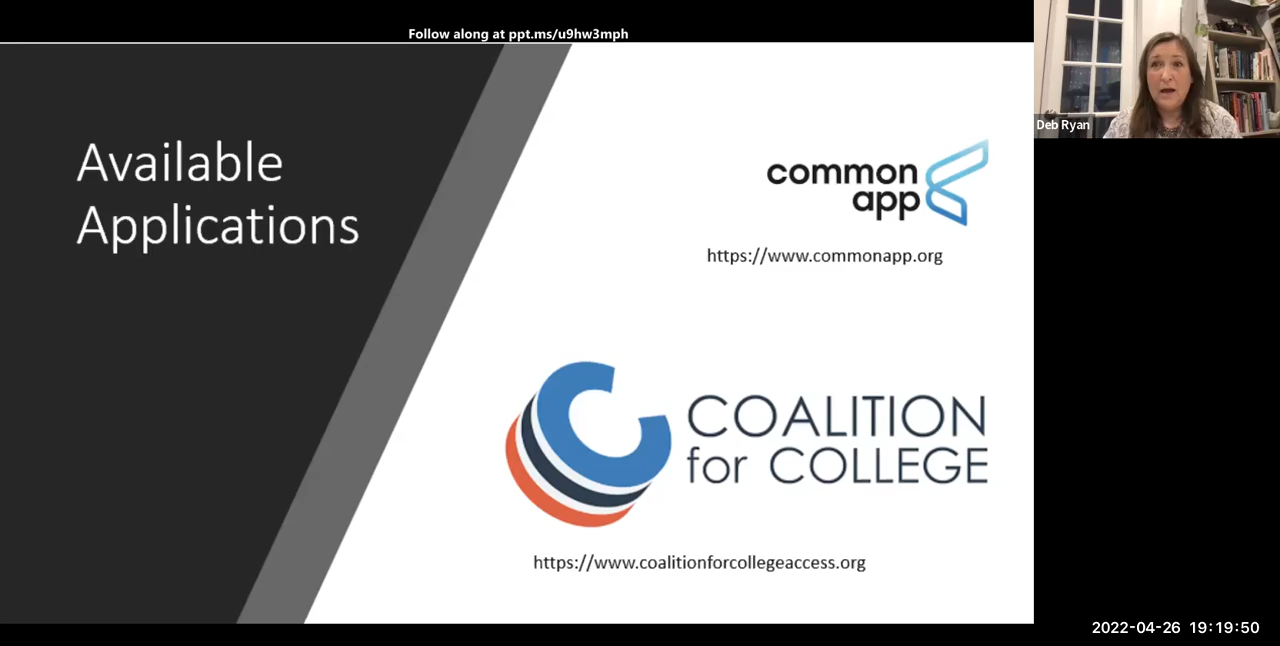 Follow along at ppt.ms/u9hw3mph
Deb Ryan
Available
Applications
common
app
https://www.commonapp.org
COALITION
for COLLEGE
https://www.coalitionforcollegeaccess.org
2022-04-26 19:19:50